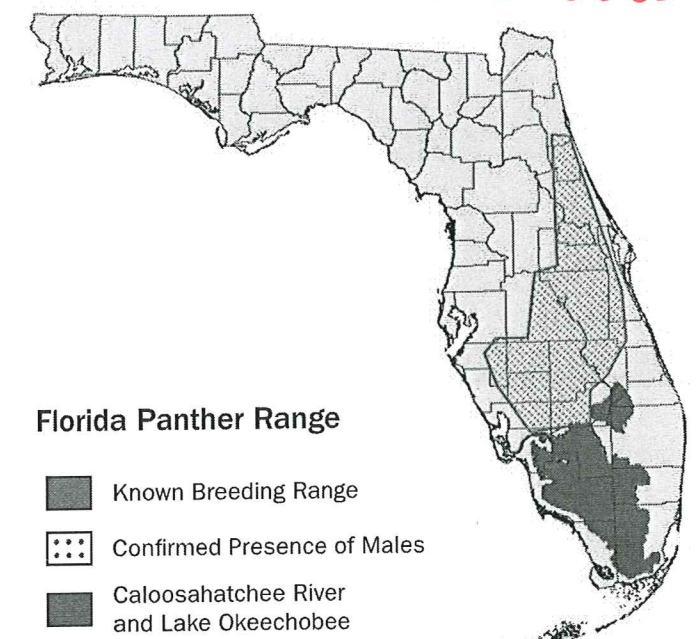 Florida Panther Range
Known Breeding Range
Confirmed Presence of Males
Caloosahatchee River
and Lake Okeechobee